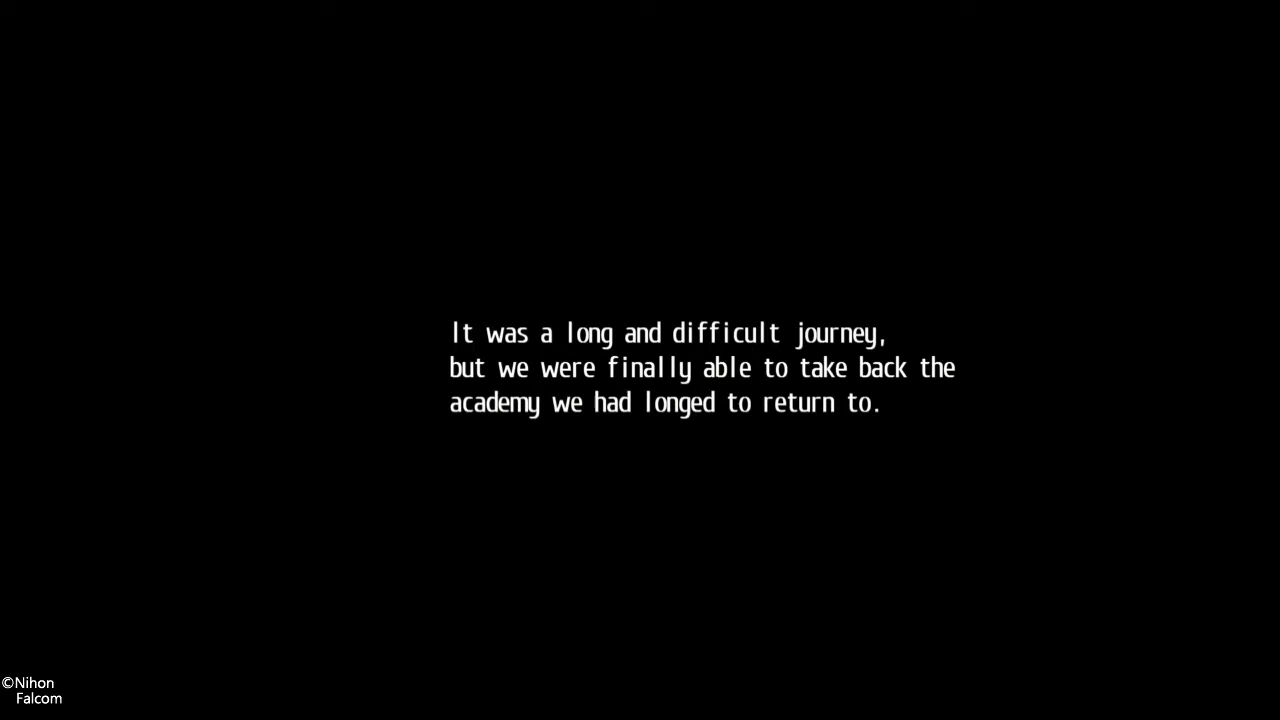 It was a long and difficult journey,
but we were finally able to take back the
academy we had longed to return to.
©Nihon
Falcom